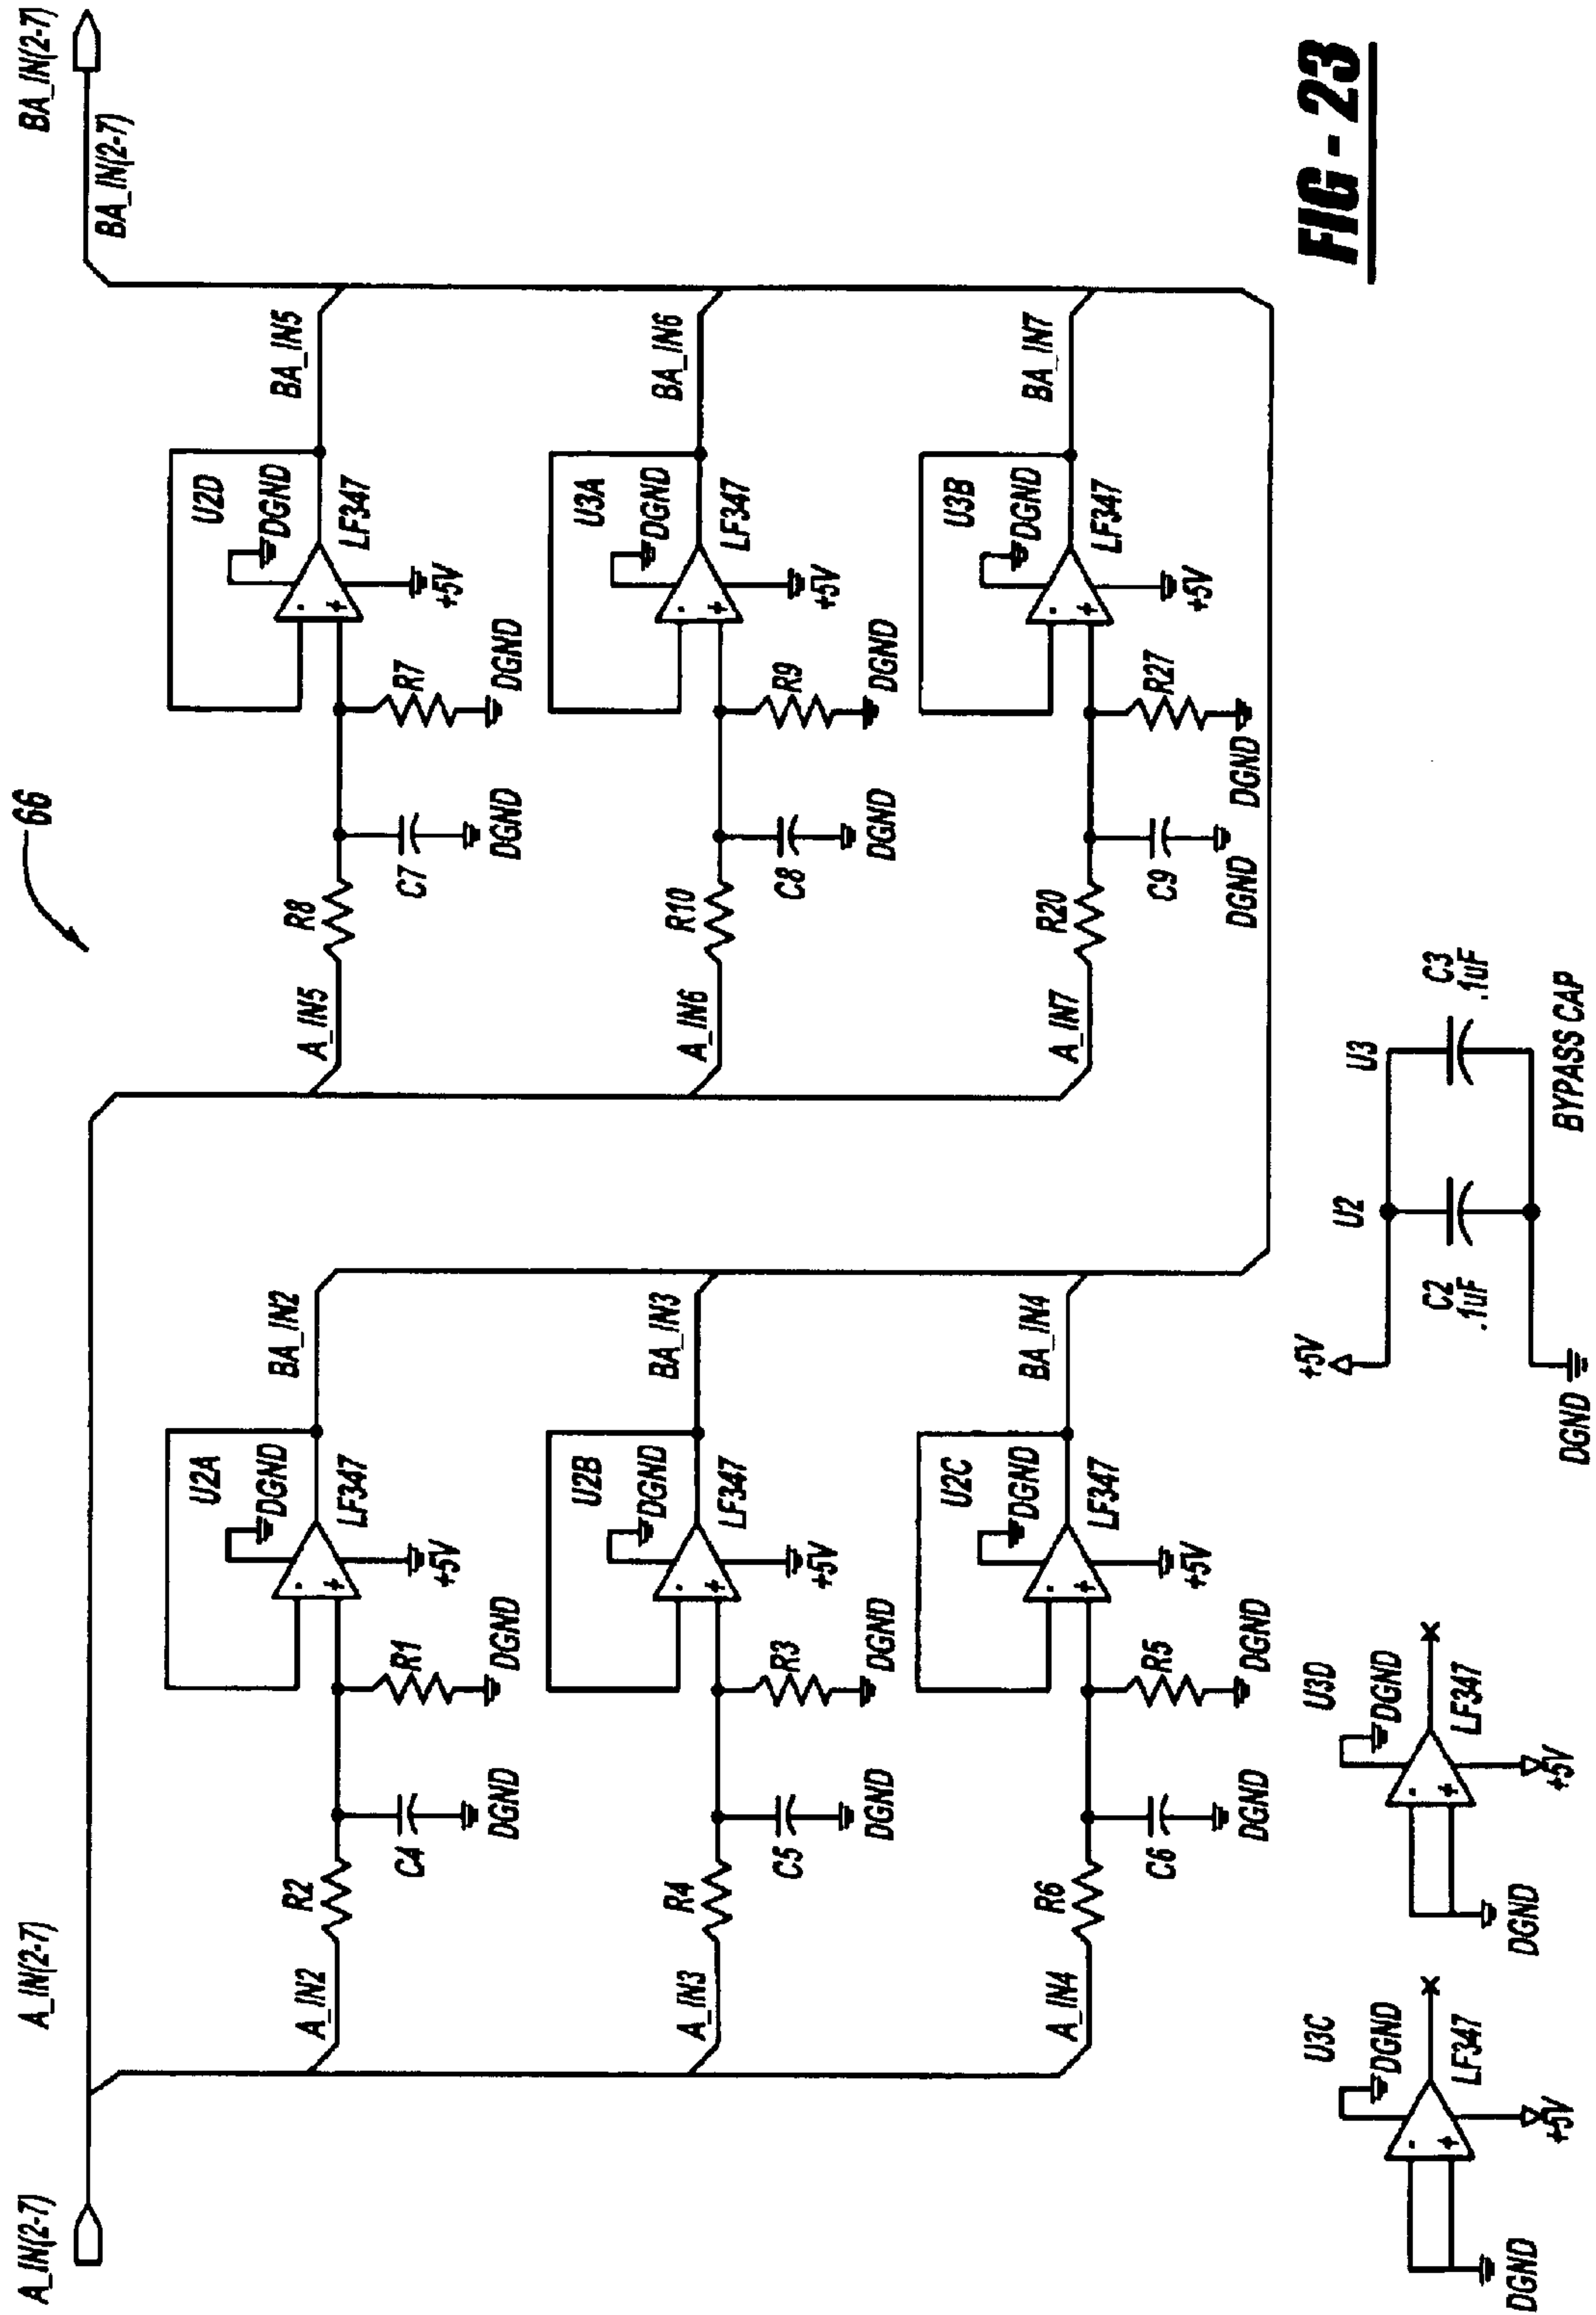 A_IN(2-7)
A_IN(2-7)
66
BA_IN(2-7)
BA_IN(2-7)
A_IN2
R2
C4
DGND
R1
DGND
U2A
DGND
LF347
+5V
BA_IN2
A_IN3
R4
C5
DGND
R3
DGND
U2B
DGND
LF347
+5V
BA_IN3
A_IN4
R6
C6
DGND
R5
DGND
U2C
DGND
LF347
+5V
BA_IN4
A_IN5
R8
C7
DGND
R7
DGND
U2D
DGND
LF347
+5V
BA_IN5
A_IN6
R10
C8
DGND
R9
DGND
U3A
DGND
LF347
+5V
BA_IN6
A_IN7
R20
C9
DGND
R27
DGND
U3B
DGND
LF347
+5V
BA_IN7
U3C
DGND
LF347
+5V
DGND
U3D
DGND
LF347
+5V
DGND
+5V
U2
C2
.1uF
U3
C3
.1uF
DGND
BYPASS CAP
FIG - 23